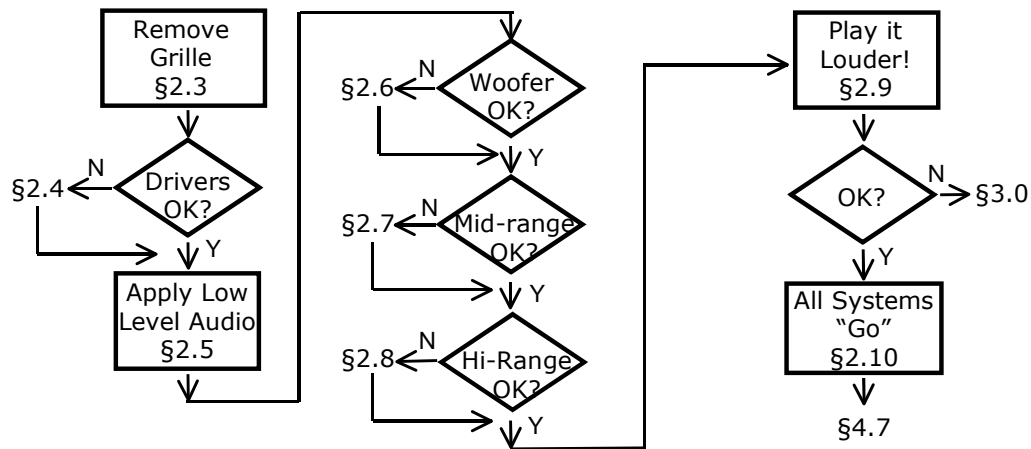 Remove
Grille
§2.3
Drivers
OK?
N
§2.4
Y
Apply Low
Level Audio
§2.5
Woofer
OK?
N
§2.6
Y
Mid-range
OK?
N
§2.7
Y
Hi-Range
OK?
N
§2.8
Y
Play it
Louder!
§2.9
OK?
N
§3.0
Y
All Systems
“Go”
§2.10
§4.7